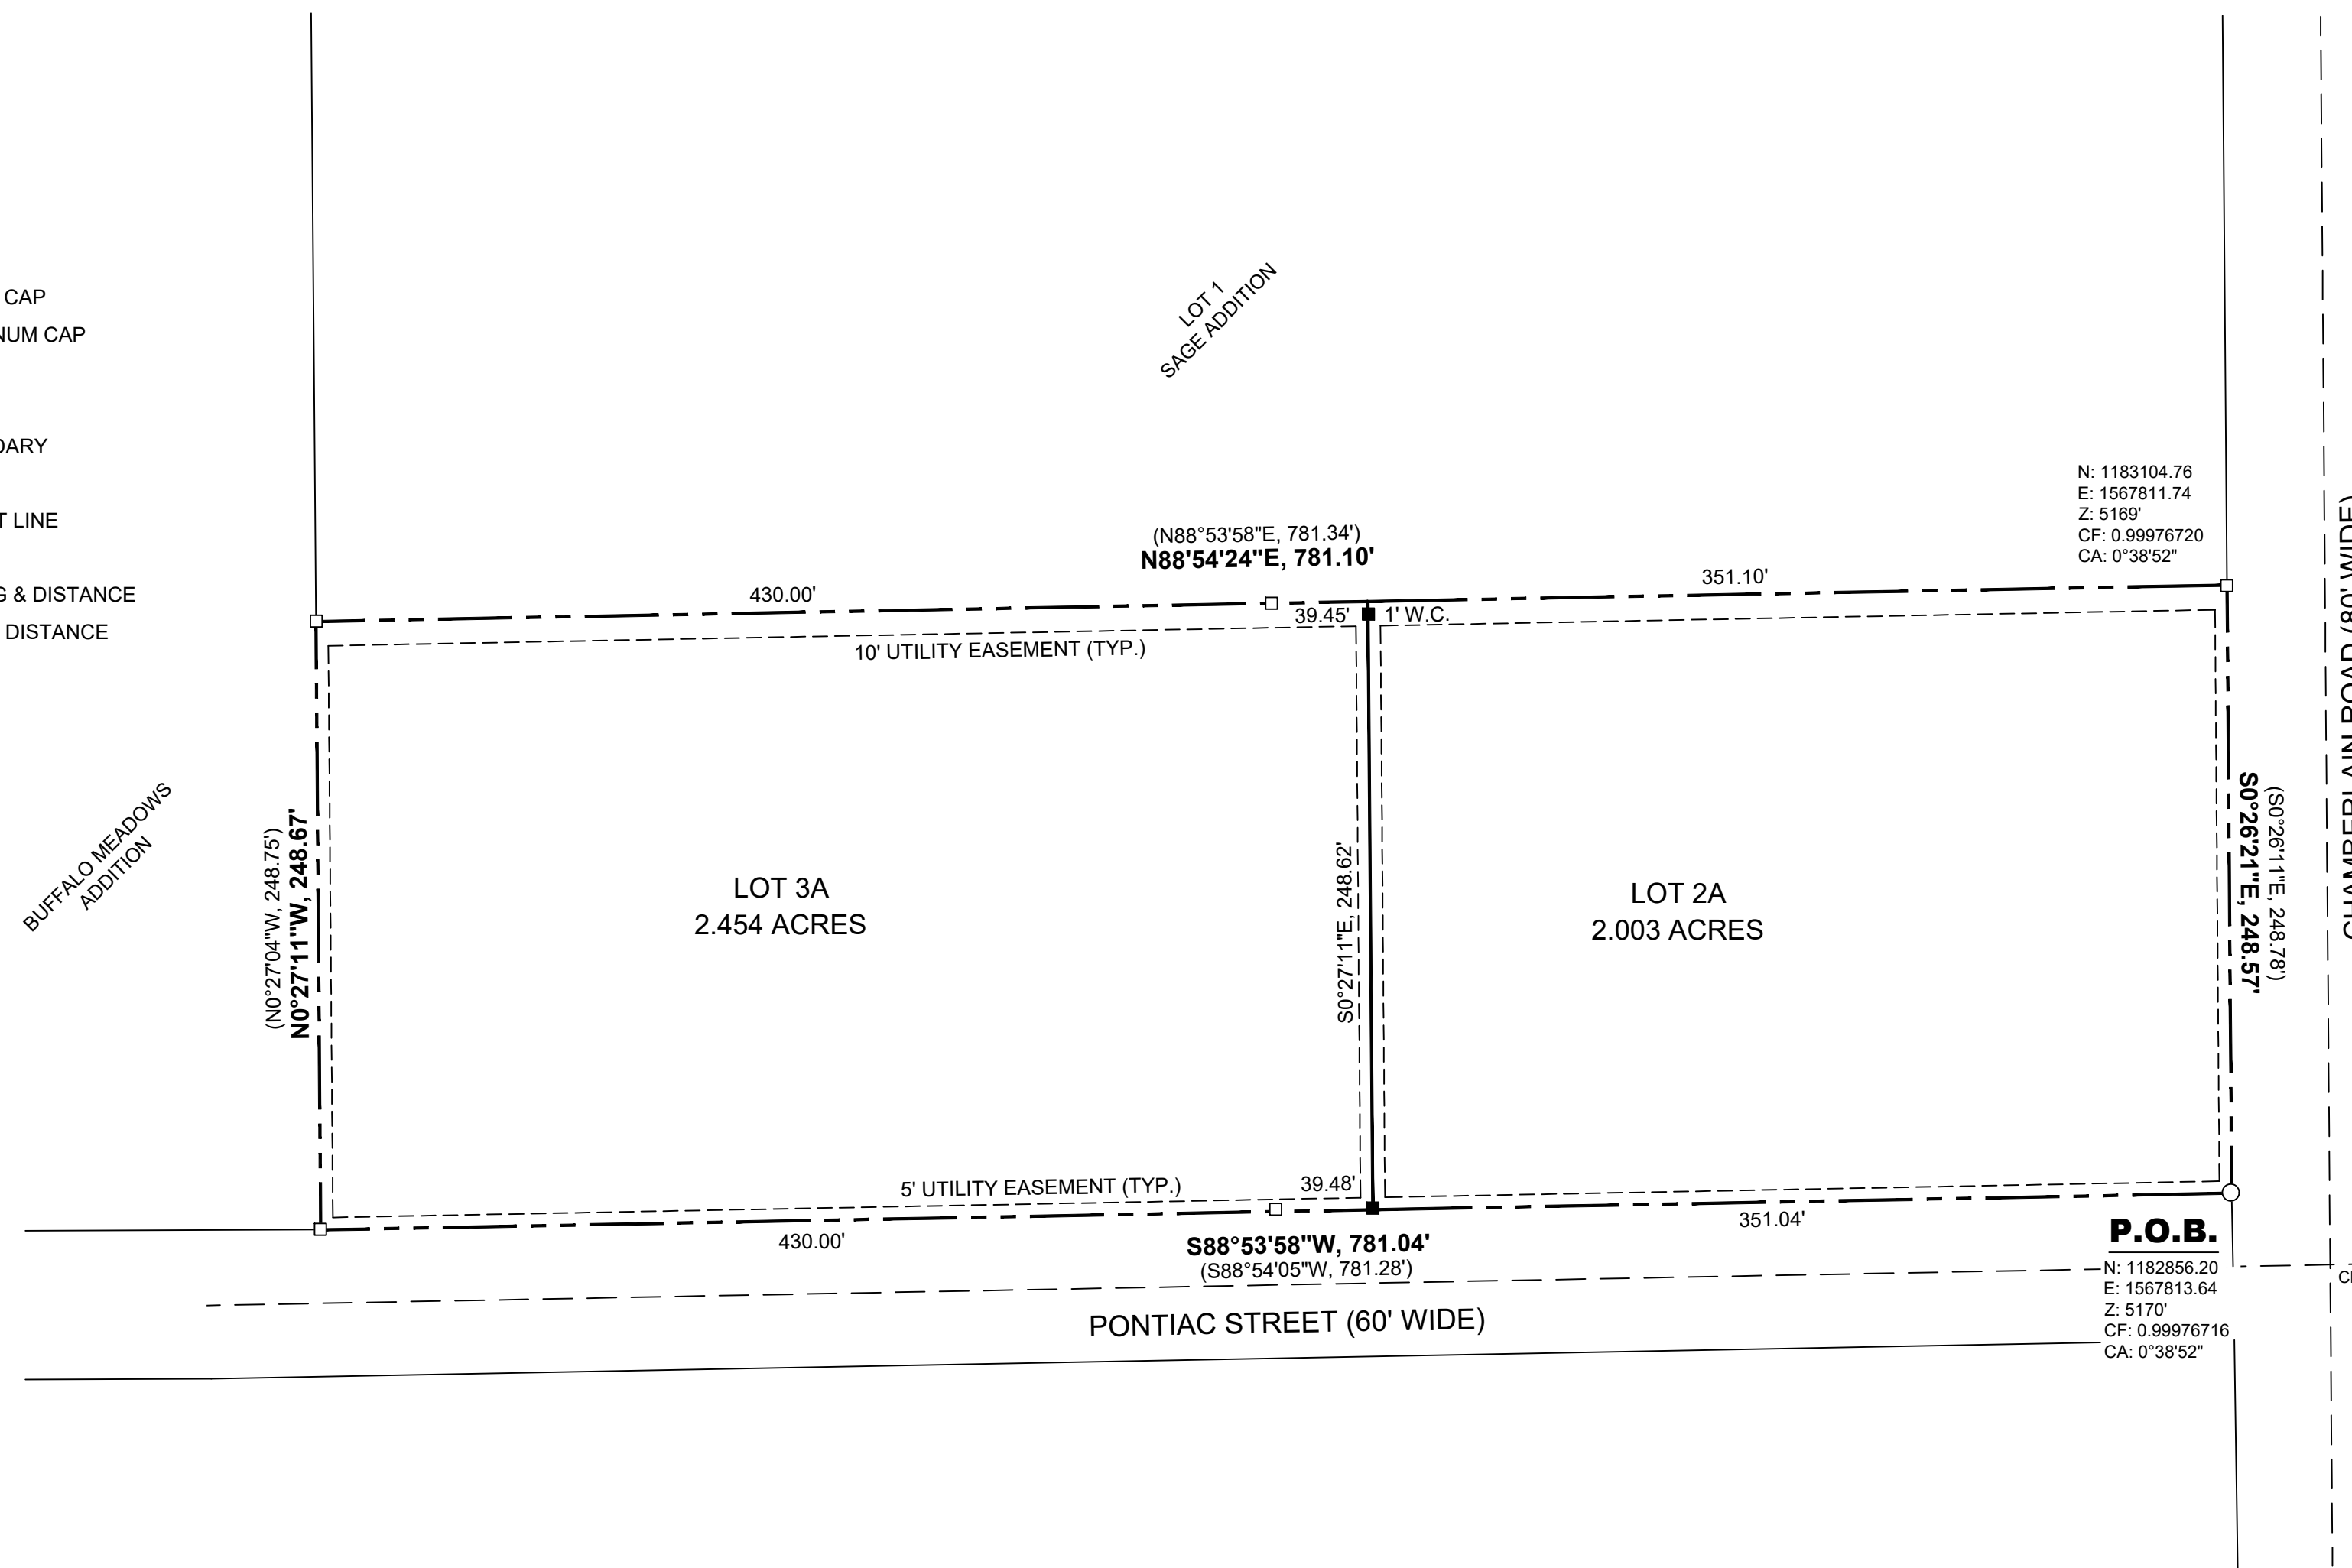 CAP
NUM CAP
DARY
T LINE
G & DISTANCE
DISTANCE
LOT 1
SAGE ADDITION
N: 1183104.76
E: 1567811.74
Z: 5169'
CF: 0.99976720
CA: 0°38'52"
(N88°53'58"E, 781.34')
N88'54'24"E, 781.10'
430.00'
351.10'
39.45'
1' W.C.
10' UTILITY EASEMENT (TYP.)
BUFFALO MEADOWS
ADDITION
(N0°27'04"W, 248.75')
N0°27'11"W, 248.67'
LOT 3A
2.454 ACRES
S0°27'11"E, 248.62'
LOT 2A
2.003 ACRES
S0°26'21"E, 248.57'
(S0°26'11"E, 248.78')
CHAMBERLAIN ROAD (80' WIDE)
5' UTILITY EASEMENT (TYP.)
39.48'
430.00'
351.04'
S88°53'58"W, 781.04'
(S88°54'05"W, 781.28')
P.O.B.
N: 1182856.20
E: 1567813.64
Z: 5170'
CF: 0.99976716
CA: 0°38'52"
PONTIAC STREET (60' WIDE)